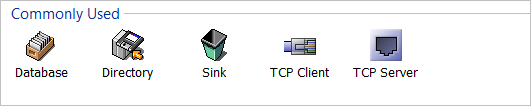 Commonly Used
Database Directory Sink TCP Client TCP Server